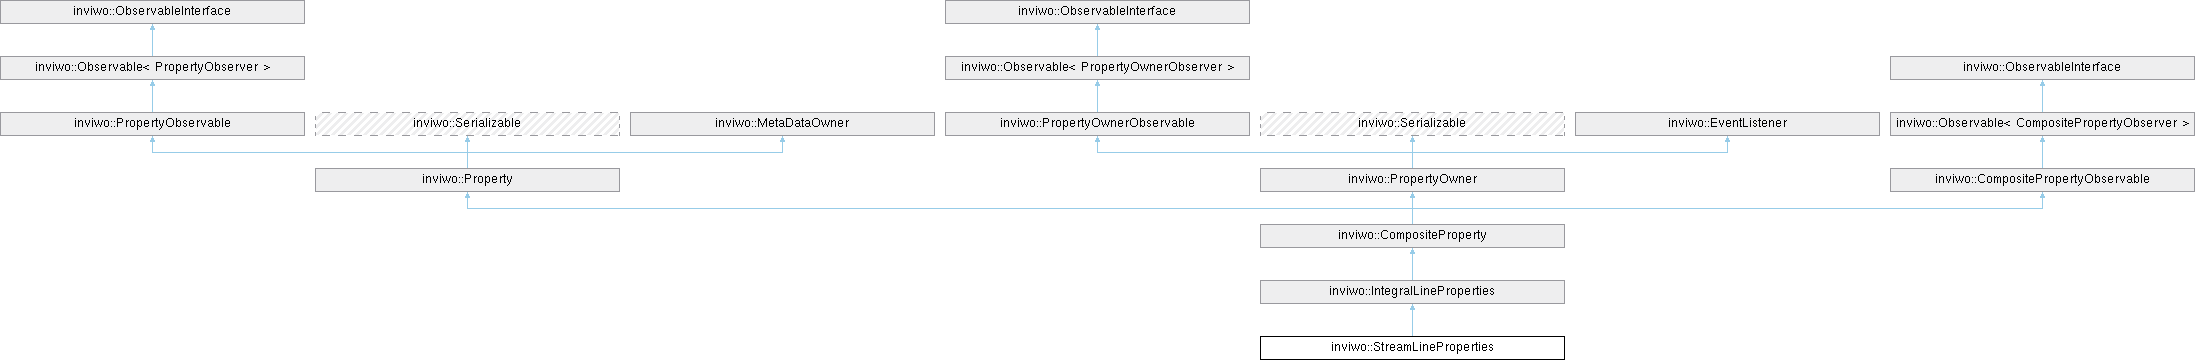 inviwo::ObservableInterface
inviwo::ObservableInterface
inviwo::Observable< PropertyObserver >
inviwo::Observable< PropertyOwnerObserver >
inviwo::ObservableInterface
inviwo::PropertyObservable
inviwo::Serializable
inviwo::MetaDataOwner
inviwo::PropertyOwnerObservable
inviwo::Serializable
inviwo::EventListener
inviwo::Observable< CompositePropertyObserver >
inviwo::Property
inviwo::PropertyOwner
inviwo::CompositePropertyObservable
inviwo::CompositeProperty
inviwo::IntegralLineProperties
inviwo::StreamLineProperties